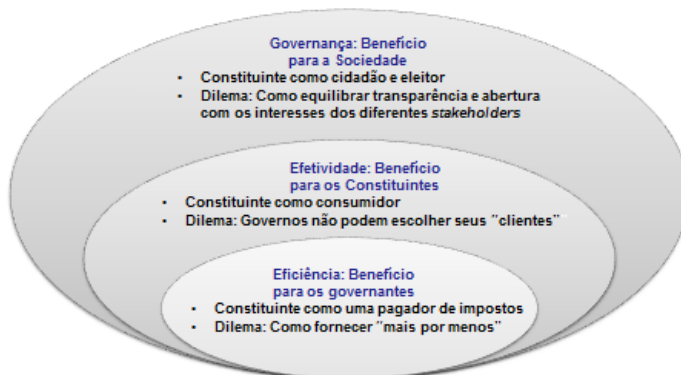 Governança: Benefício
para a Sociedade
• Constituinte como cidadão e eleitor
• Dilema: Como equilibrar transparência e abertura
com os interesses dos diferentes stakeholders
Efetividade: Benefício
para os Constituintes
• Constituinte como consumidor
• Dilema: Governos não podem escolher seus "clientes"
Eficiência: Benefício
para os governantes
• Constituinte como uma pagador de impostos
• Dilema: Como fornecer "mais por menos"